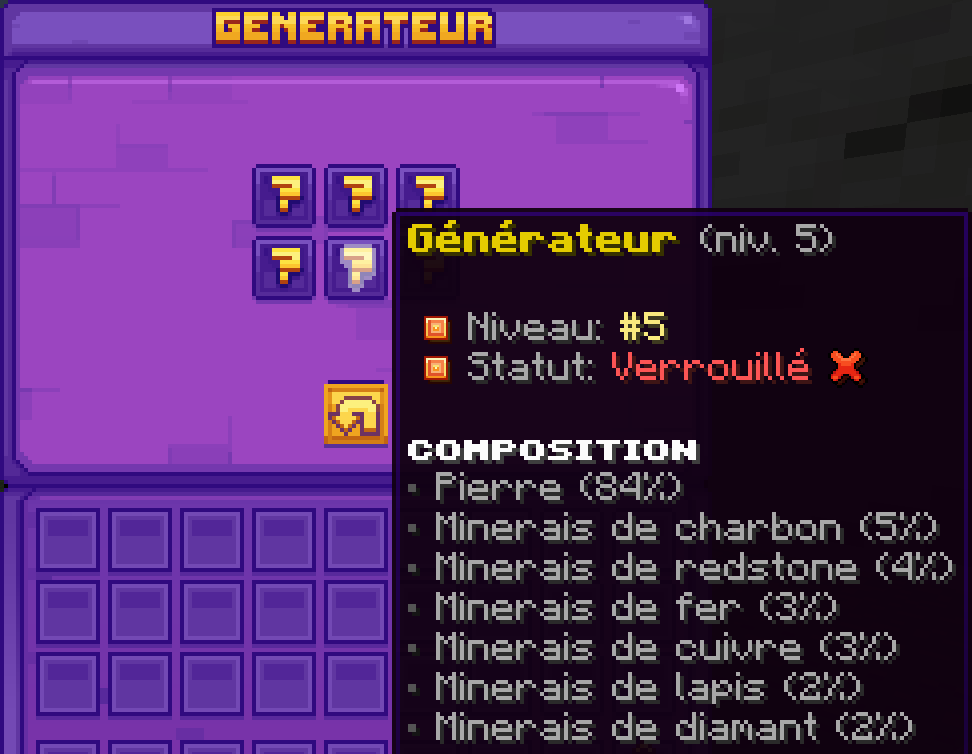 GENERATEUR
? ? ?
? ?
Générateur (niv. 5)
Niveau: #5
Statut: Verrouillé ✖
COMPOSITION
· Pierre (84%)
· Minerais de charbon (5%)
· Minerais de redstone (4%)
· Minerais de fer (3%)
· Minerais de cuivre (3%)
· Minerais de lapis (2%)
· Minerais de diamant (2%)